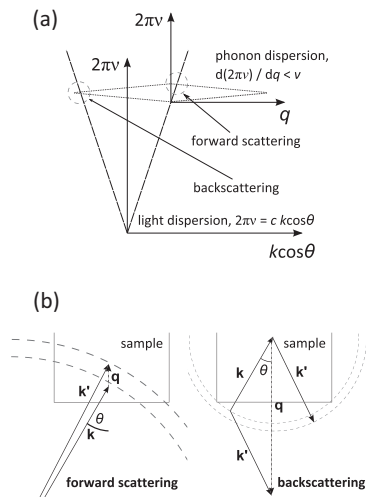 (a)
2πν
2πν
phonon dispersion,
d(2πν) / dq < v
q
forward scattering
backscattering
light dispersion, 2πν = c kcosθ
kcosθ
(b)
sample
k'
q
θ
k
forward scattering
sample
k
θ
k'
q
k'
backscattering